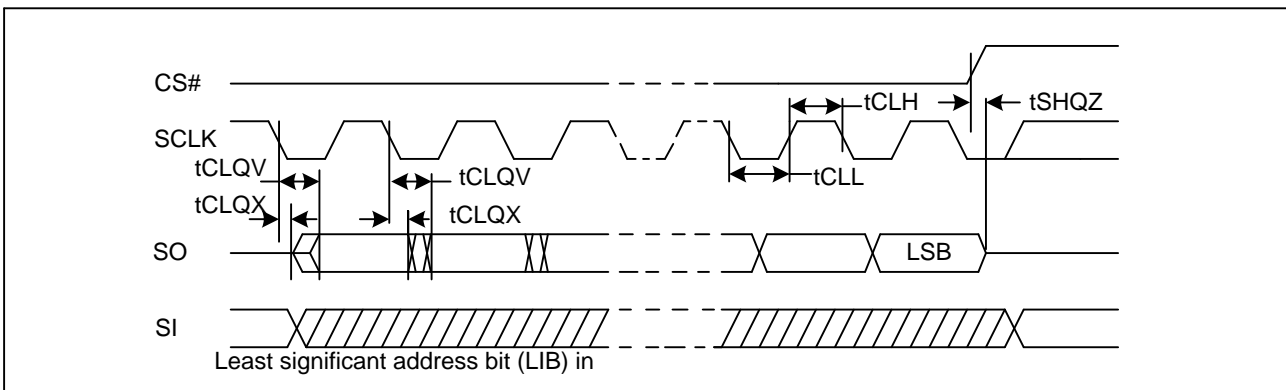 CS#
tCLH
tSHQZ
SCLK
tCLQV
tCLQV
tCLL
tCLQX
tCLQX
SO
LSB
SI
Least significant address bit (LIB) in